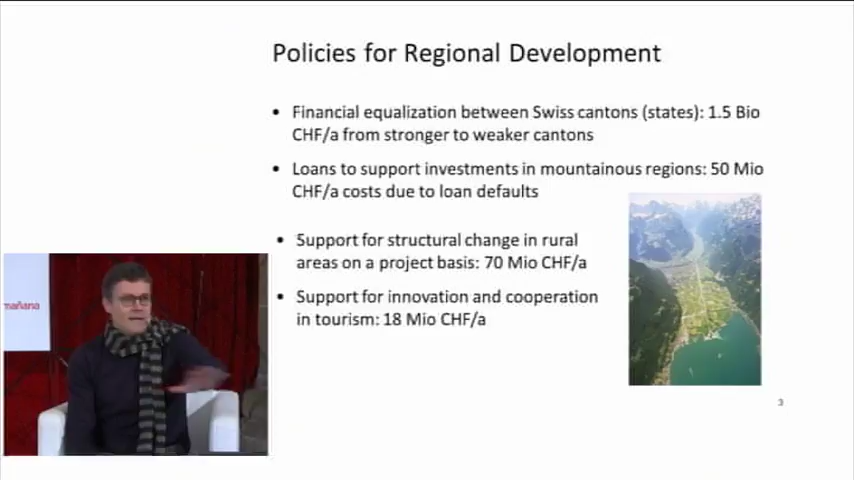 Policies for Regional Development
• Financial equalization between Swiss cantons (states): 1.5 Bio
CHF/a from stronger to weaker cantons
• Loans to support investments in mountainous regions: 50 Mio
CHF/a costs due to loan defaults
• Support for structural change in rural
areas on a project basis: 70 Mio CHF/a
• Support for innovation and cooperation
in tourism: 18 Mio CHF/a
mañana
3